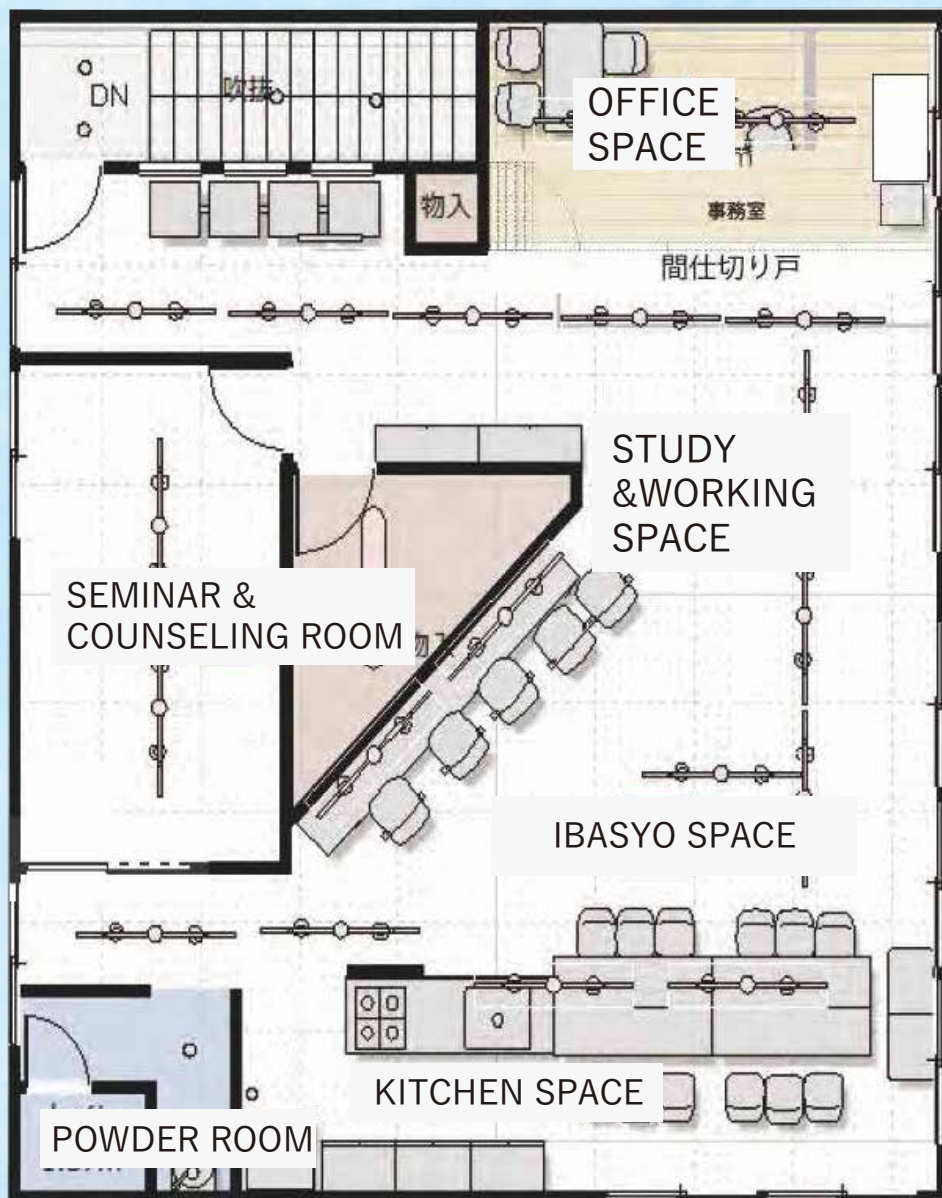 DN
吹抜
OFFICE
SPACE
物入
事務室
間仕切り戸
STUDY
&WORKING
SPACE
SEMINAR &
COUNSELING ROOM
物入
IBASYO SPACE
KITCHEN SPACE
POWDER ROOM